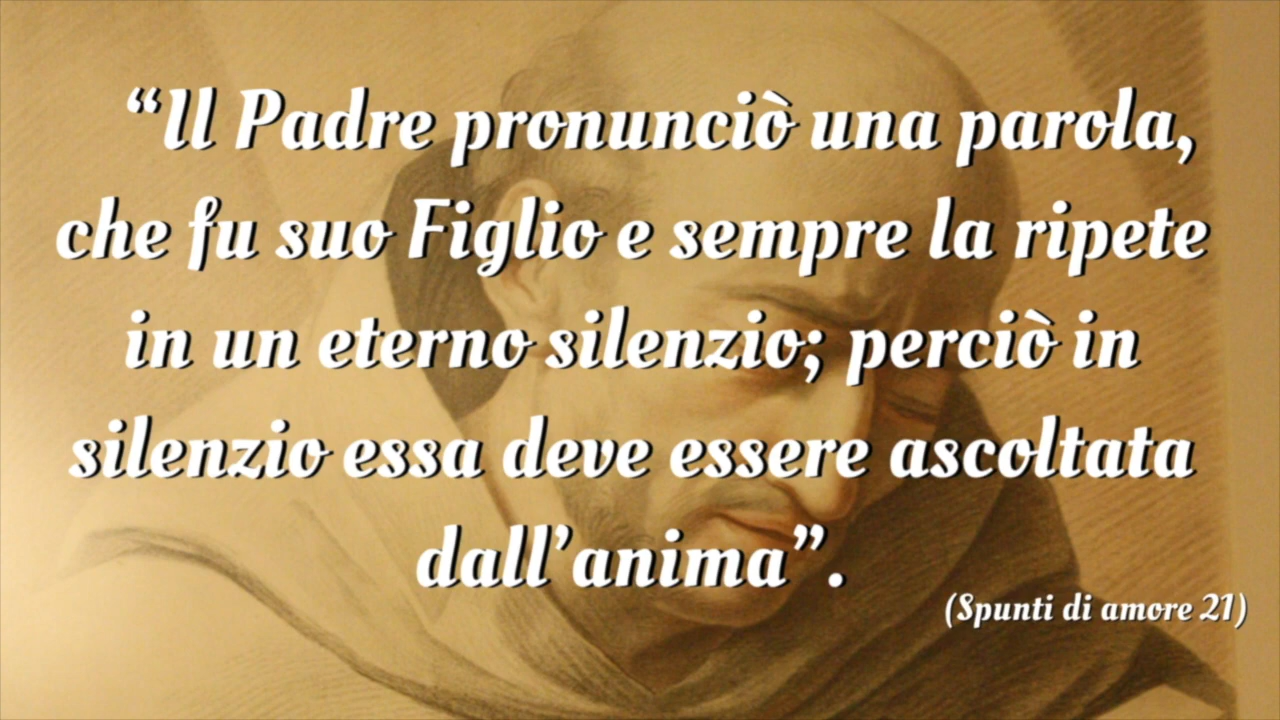 “Il Padre pronunciò una parola,
che fu suo Figlio e sempre la ripete
in un eterno silenzio; perciò in
silenzio essa deve essere ascoltata
dall’anima”.
(Spunti di amore 21)